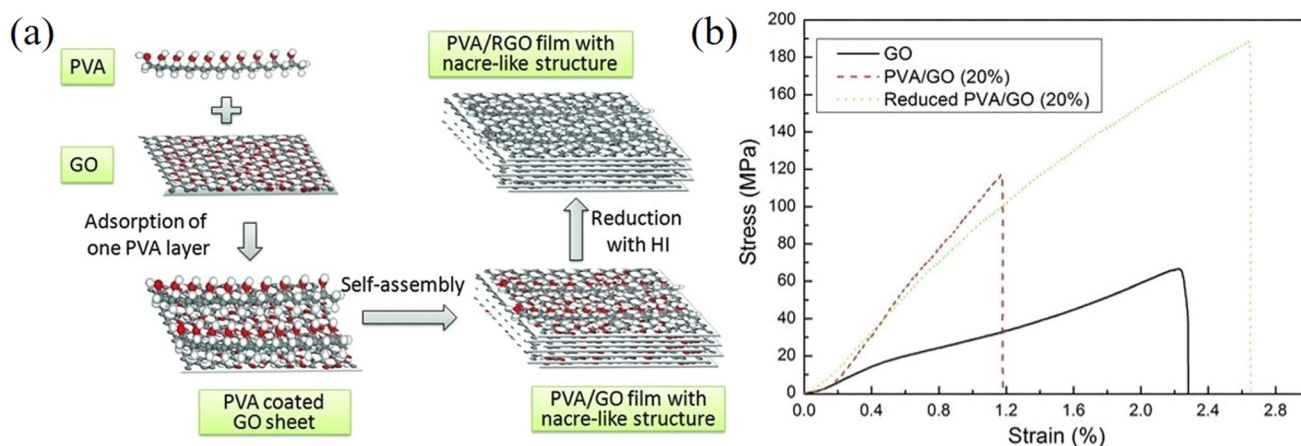 (a)
PVA
GO
Adsorption of
one PVA layer
PVA coated
GO sheet
Self-assembly
PVA/GO film with
nacre-like structure
Reduction
with HI
PVA/RGO film with
nacre-like structure
(b)
GO
PVA/GO (20%)
Reduced PVA/GO (20%)
Stress (MPa)
200
180
160
140
120
100
80
60
40
20
0
0.0 0.4 0.8 1.2 1.6 2.0 2.4 2.8
Strain (%)